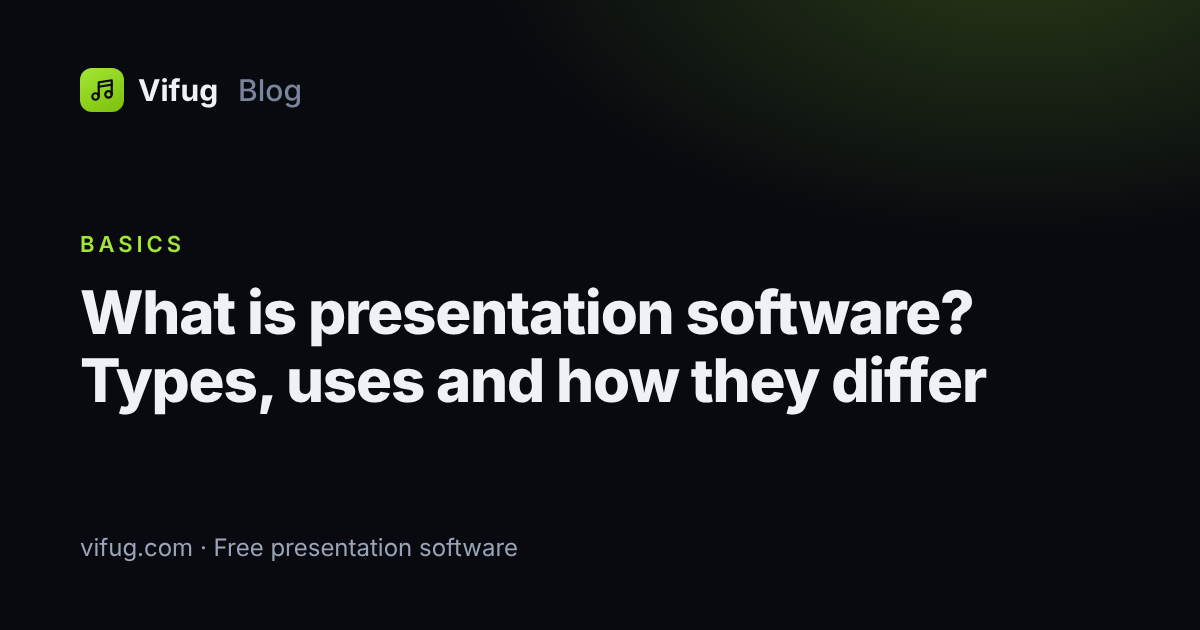 Vifug Blog
BASICS
What is presentation software?
Types, uses and how they differ
vifug.com · Free presentation software